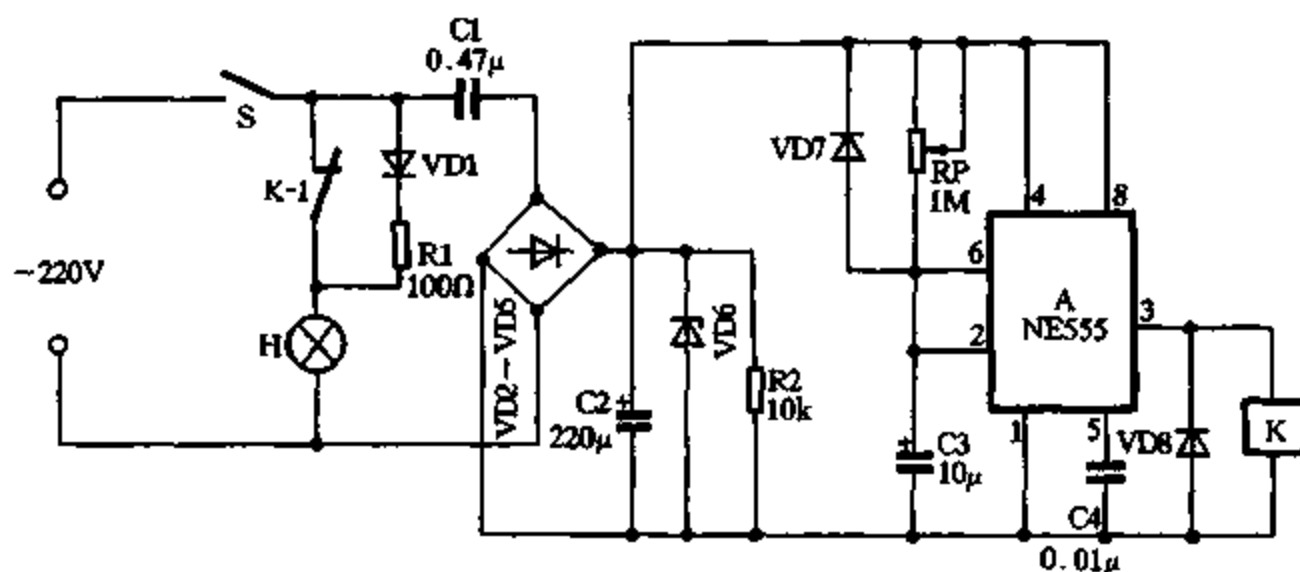 C1
0.47μ
S
K-1
VD1
R1
100Ω
~220V
H
VD2~VD5
C2
+
220μ
VD6
R2
10k
VD7
RP
1M
4
8
6
A
NE555
3
2
1
5
+
C3
10μ
VD8
K
C4
0.01μ